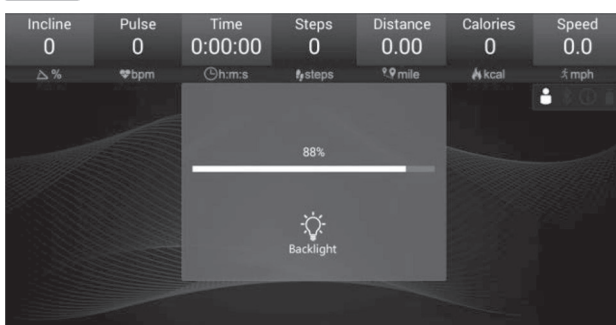 Incline Pulse Time Steps Distance Calories Speed
0 0 0:00:00 0 0.00 0 0.0
% bpm h:m:s steps mile kcal mph
88%
Backlight